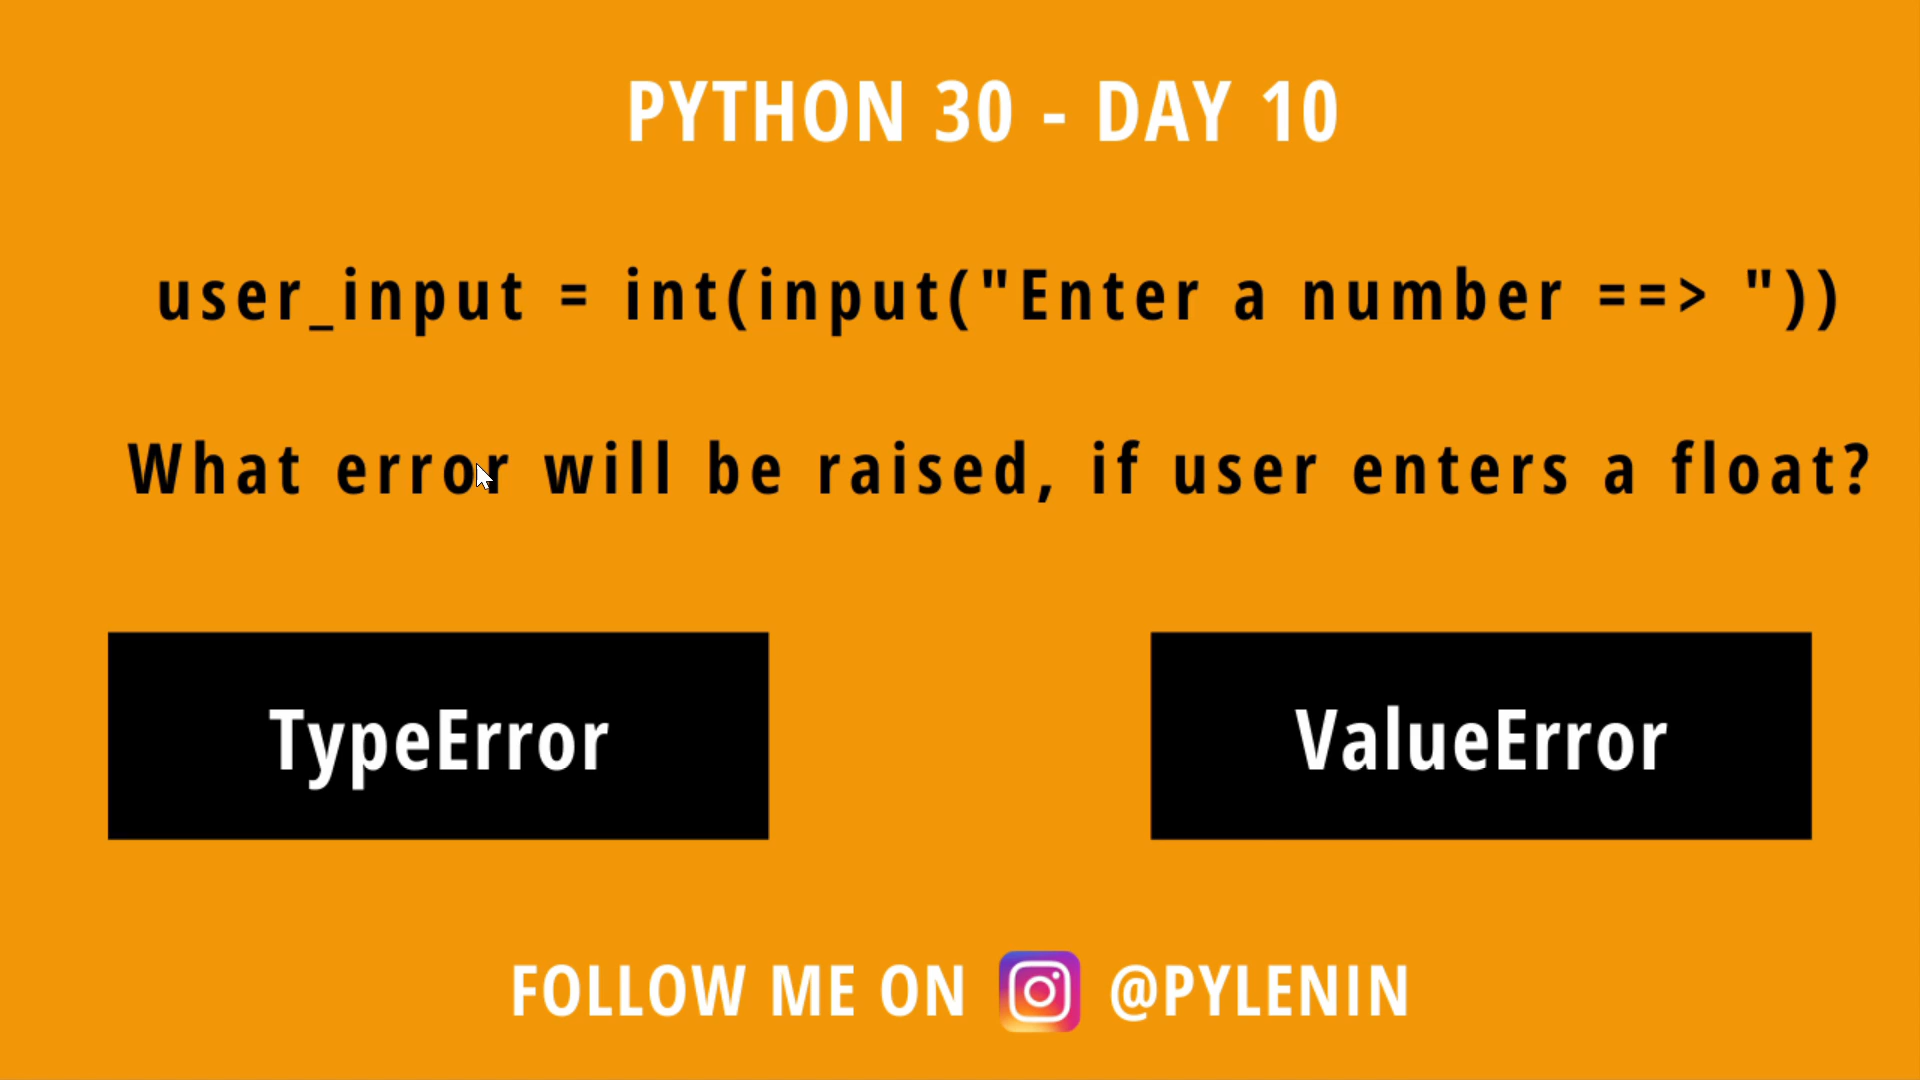 PYTHON 30 - DAY 10
user_input = int(input("Enter a number ==> "))
What error will be raised, if user enters a float?
TypeError
ValueError
FOLLOW ME ON @PYLENIN